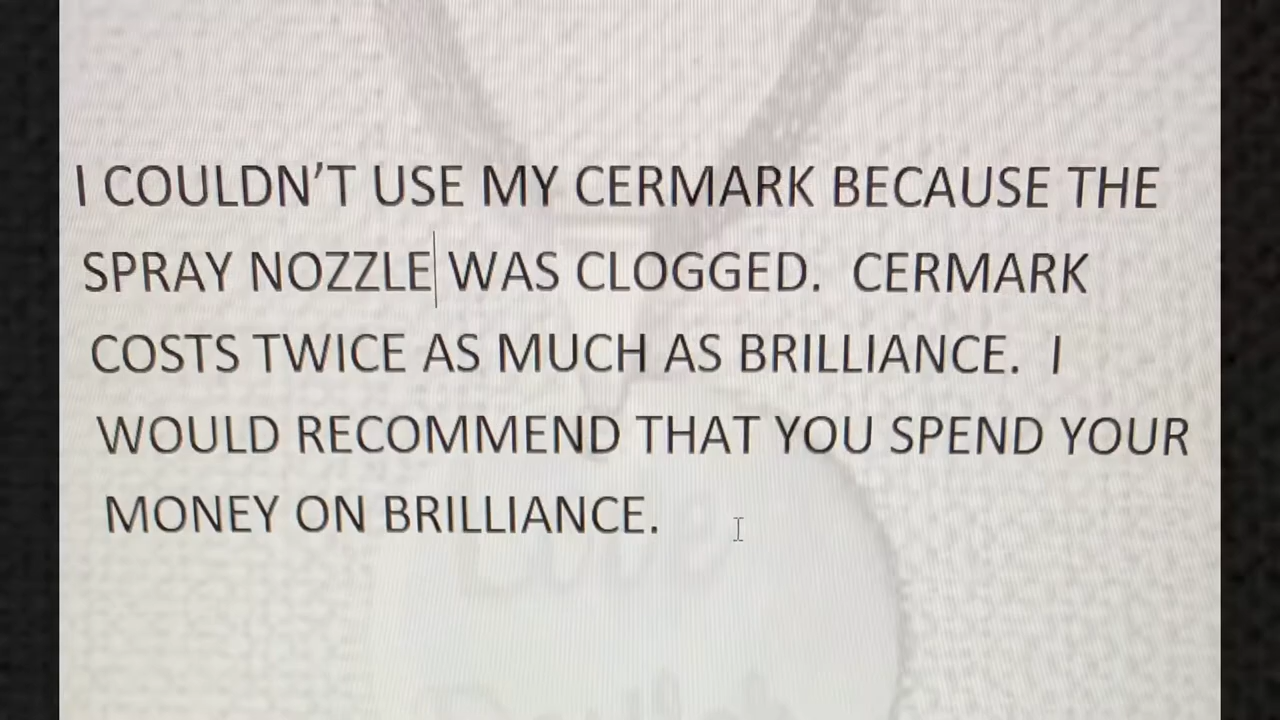 I COULDN'T USE MY CERMARK BECAUSE THE
SPRAY NOZZLE WAS CLOGGED.  CERMARK
COSTS TWICE AS MUCH AS BRILLIANCE.  I
WOULD RECOMMEND THAT YOU SPEND YOUR
MONEY ON BRILLIANCE.